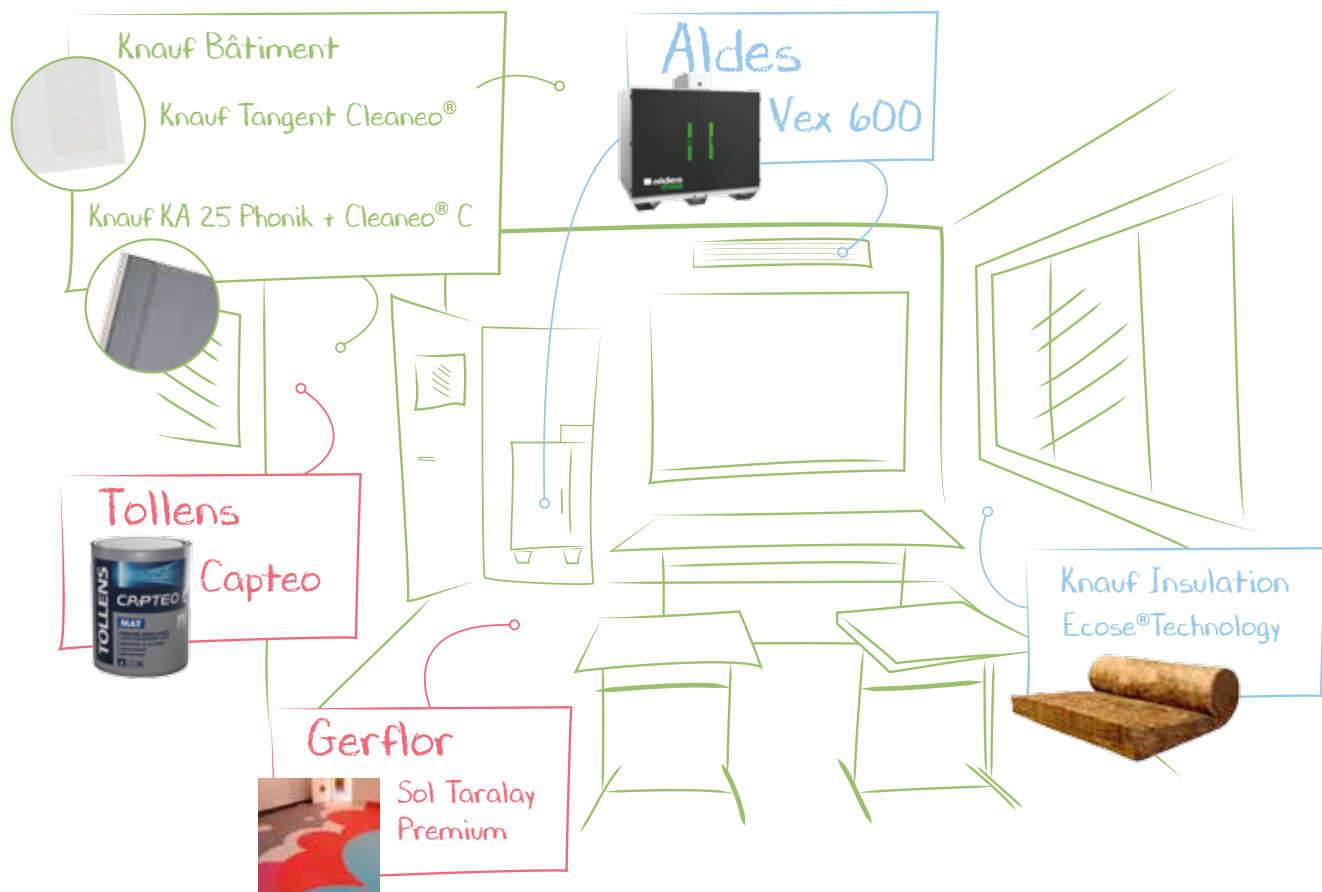 Knauf Bâtiment
Knauf Tangent Cleaneo®
Knauf KA 25 Phonik + Cleaneo® C
Aldes
Vex 600
aldes
Tollens
Capteo
TOLLENS
CAPTEO
MAT
Gerflor
Sol Taralay
Premium
Knauf Insulation
Ecose® Technology